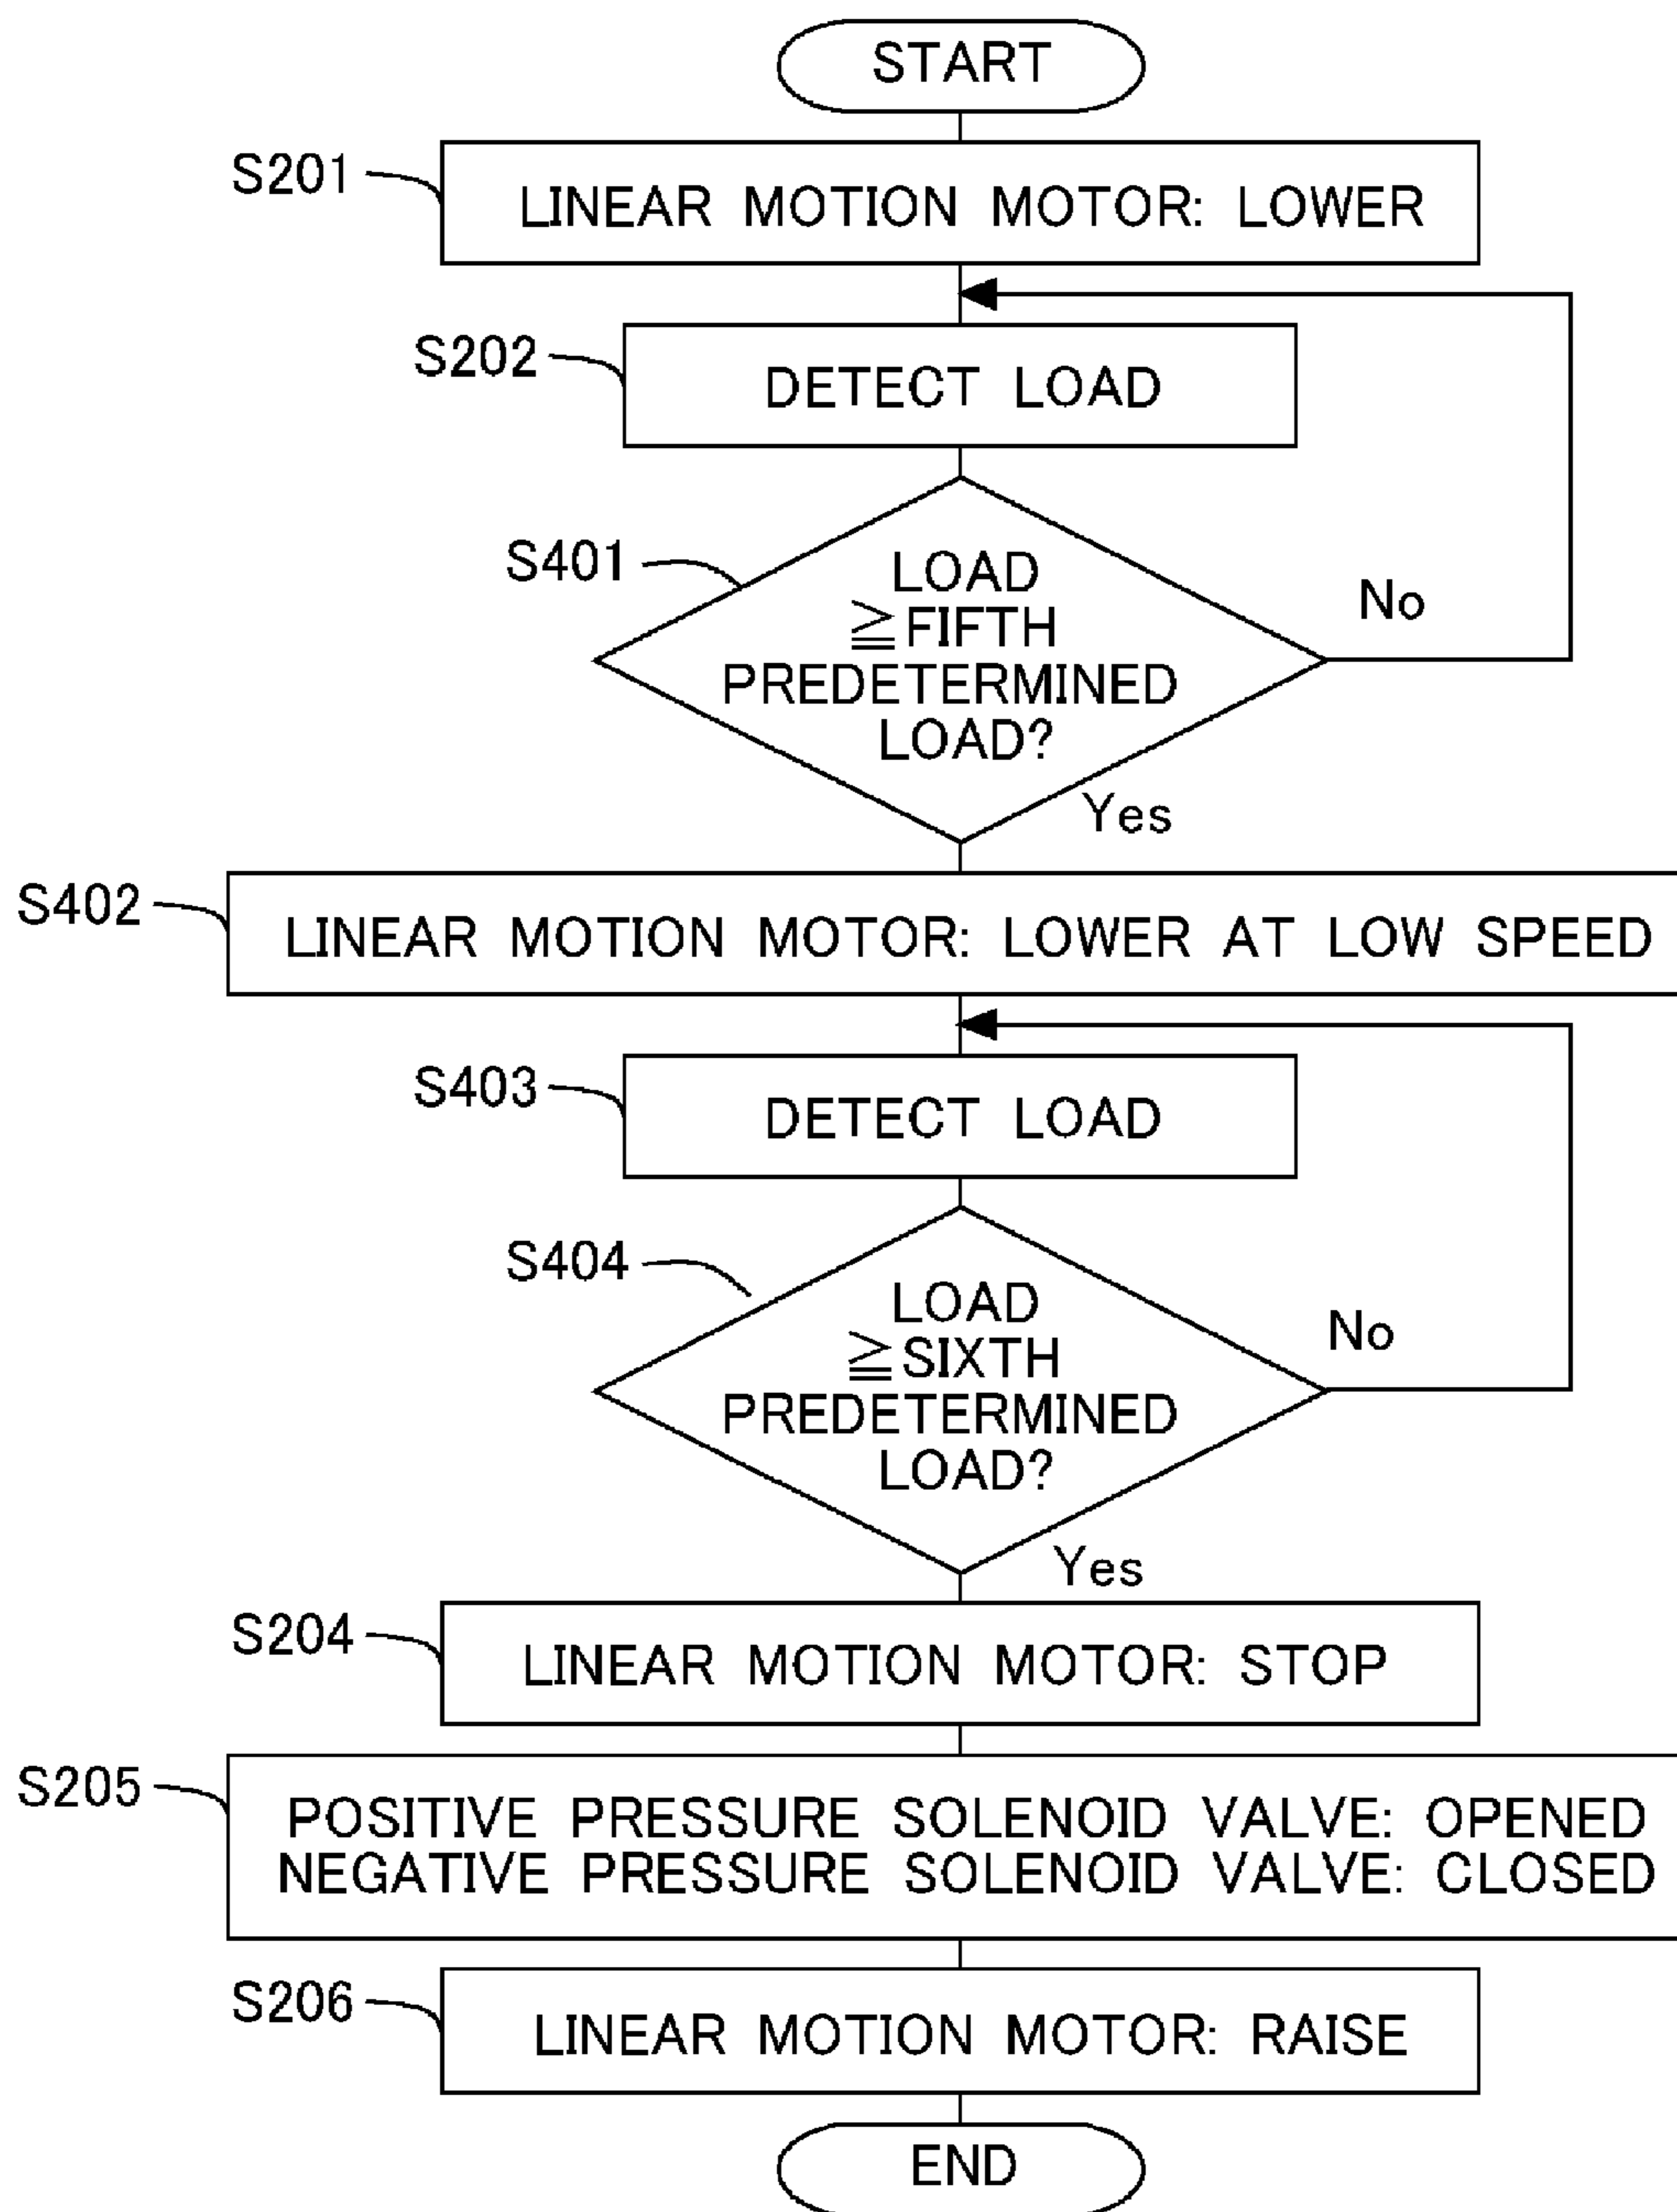 START
S201
LINEAR MOTION MOTOR: LOWER
S202
DETECT LOAD
S401
LOAD
≧FIFTH
PREDETERMINED
LOAD?
No
Yes
S402
LINEAR MOTION MOTOR: LOWER AT LOW SPEED
S403
DETECT LOAD
S404
LOAD
≧SIXTH
PREDETERMINED
LOAD?
No
Yes
S204
LINEAR MOTION MOTOR: STOP
S205
POSITIVE PRESSURE SOLENOID VALVE: OPENED
NEGATIVE PRESSURE SOLENOID VALVE: CLOSED
S206
LINEAR MOTION MOTOR: RAISE
END